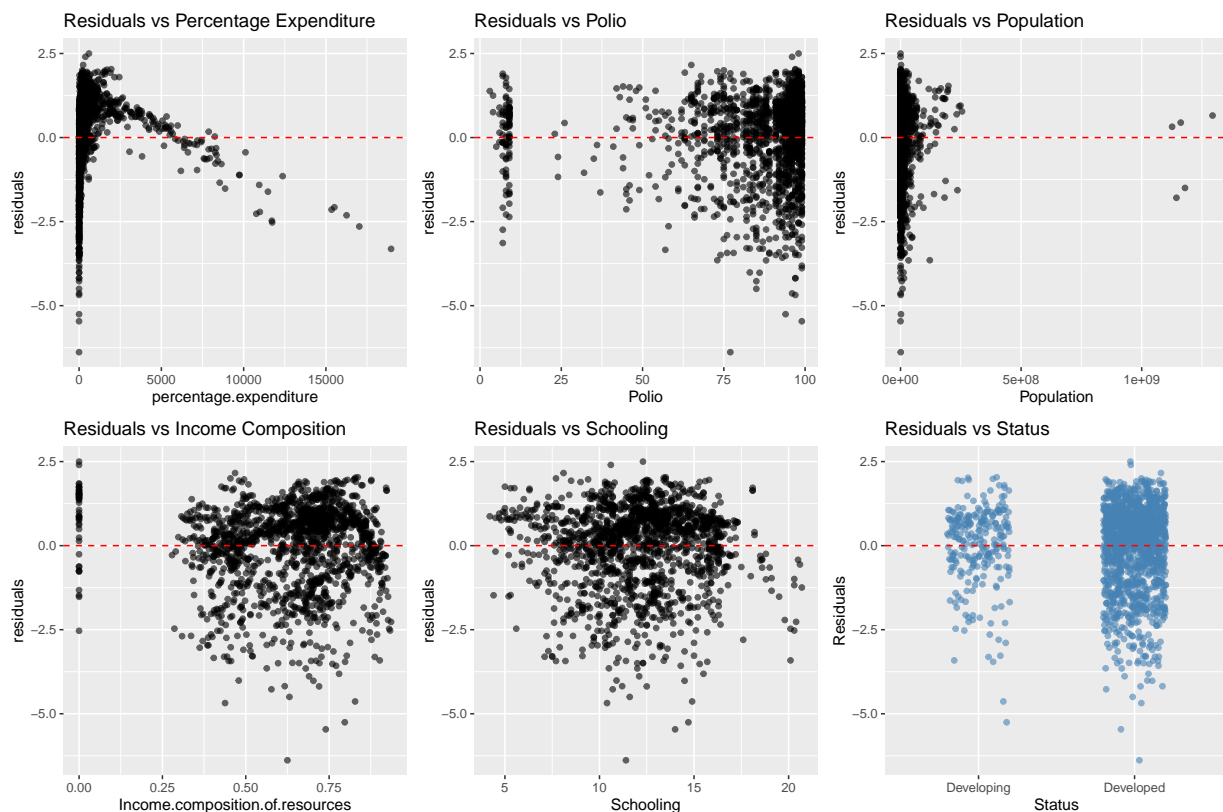 Residuals vs Percentage Expenditure
2.5
0.0
−2.5
−5.0
residuals
0 5000 10000 15000
percentage.expenditure
Residuals vs Polio
2.5
0.0
−2.5
−5.0
residuals
0 25 50 75 100
Polio
Residuals vs Population
2.5
0.0
−2.5
−5.0
residuals
0e+00 5e+08 1e+09
Population
Residuals vs Income Composition
2.5
0.0
−2.5
−5.0
residuals
0.00 0.25 0.50 0.75
Income.composition.of.resources
Residuals vs Schooling
2.5
0.0
−2.5
−5.0
residuals
5 10 15 20
Schooling
Residuals vs Status
2.5
0.0
−2.5
−5.0
Residuals
Developing Developed
Status